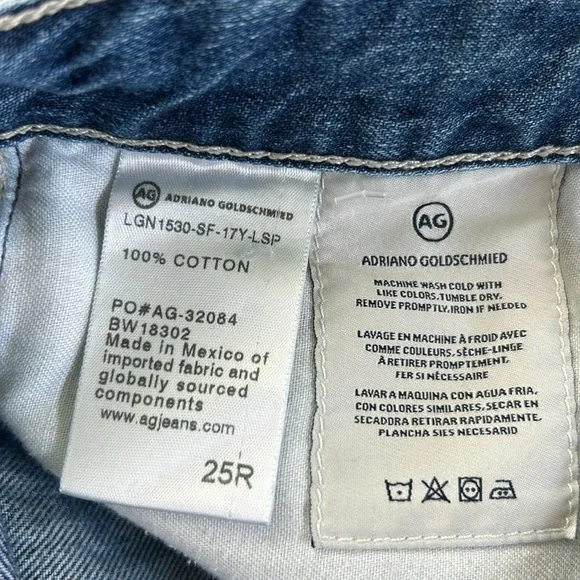 AG ADRIANO GOLDSCHMIED
LGN1530-SF-17Y-LSP
100% COTTON
PO#AG-32084
BW18302
Made in Mexico of
imported fabric and
globally sourced
components
www.agjeans.com
25R
AG
ADRIANO GOLDSCHMIED
MACHINE WASH COLD WITH
LIKE COLORS. TUMBLE DRY.
REMOVE PROMPTLY. IRON IF NEEDED
LAVAGE EN MACHINE À FROID AVEC
COMME COULEURS. SÈCHE-LINGE
À RETIRER PROMPTEMENT.
FER SI NÉCESSAIRE
LAVAR A MAQUINA CON AGUA FRIA,
CON COLORES SIMILARES. SECAR EN
SECADORA RETIRAR RAPIDAMENTE.
PLANCHA SIES NECESARIO